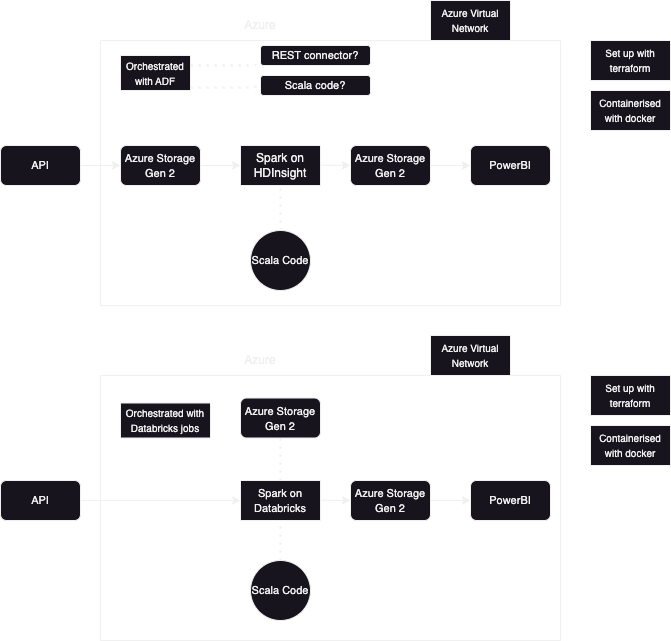 Azure
Azure Virtual
Network
Orchestrated
with ADF
REST connector?
Scala code?
Set up with
terraform
Containerised
with docker
API
Azure Storage
Gen 2
Spark on
HDInsight
Azure Storage
Gen 2
PowerBI
Scala Code
Azure
Azure Virtual
Network
Orchestrated with
Databricks jobs
Azure Storage
Gen 2
Set up with
terraform
Containerised
with docker
API
Spark on
Databricks
Azure Storage
Gen 2
PowerBI
Scala Code